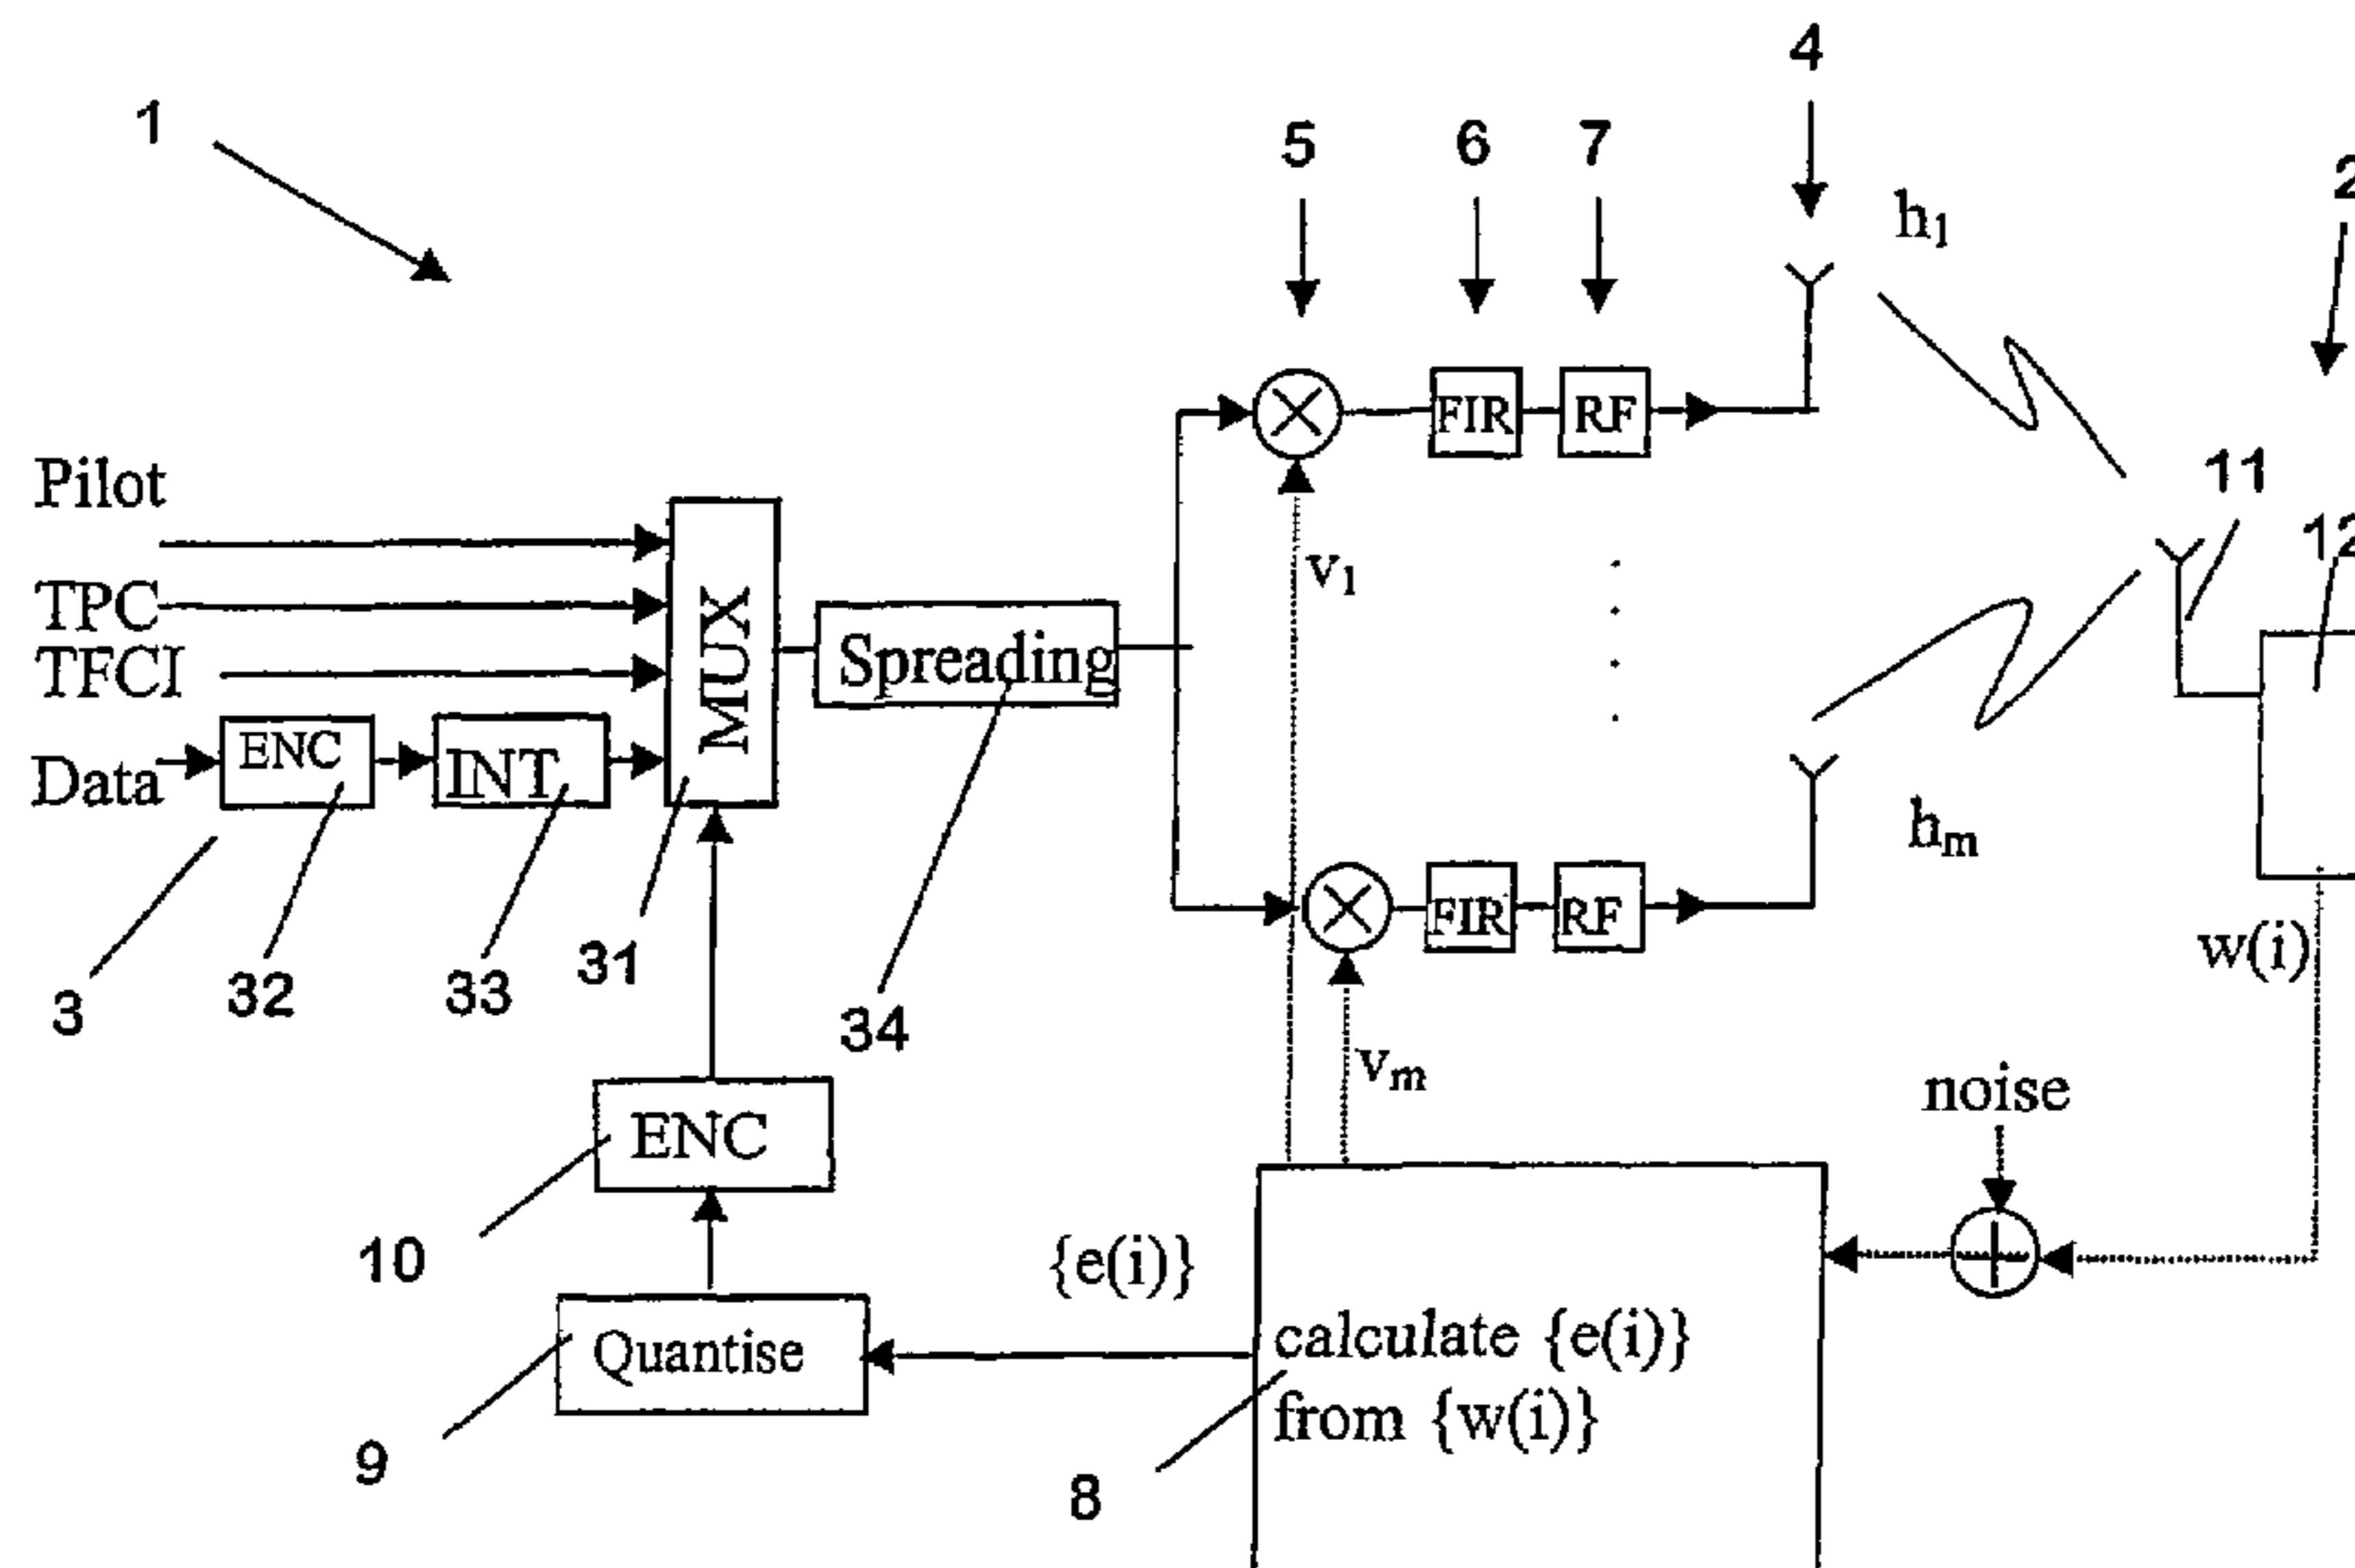 4
1
5
6
7
2
h1
11
12
Pilot
TPC
TFCI
Data
ENC
INT
MUX
Spreading
FIR
RF
v1
FIR
RF
hm
w(i)
3
32
33
31
34
vm
noise
ENC
10
{e(i)}
Quantise
calculate {e(i)}
from {w(i)}
9
8